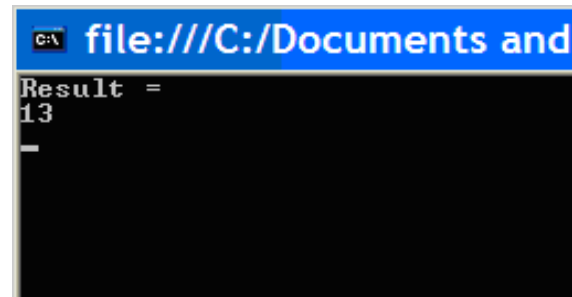 C:\
file:///C:/Documents and
Result =
13